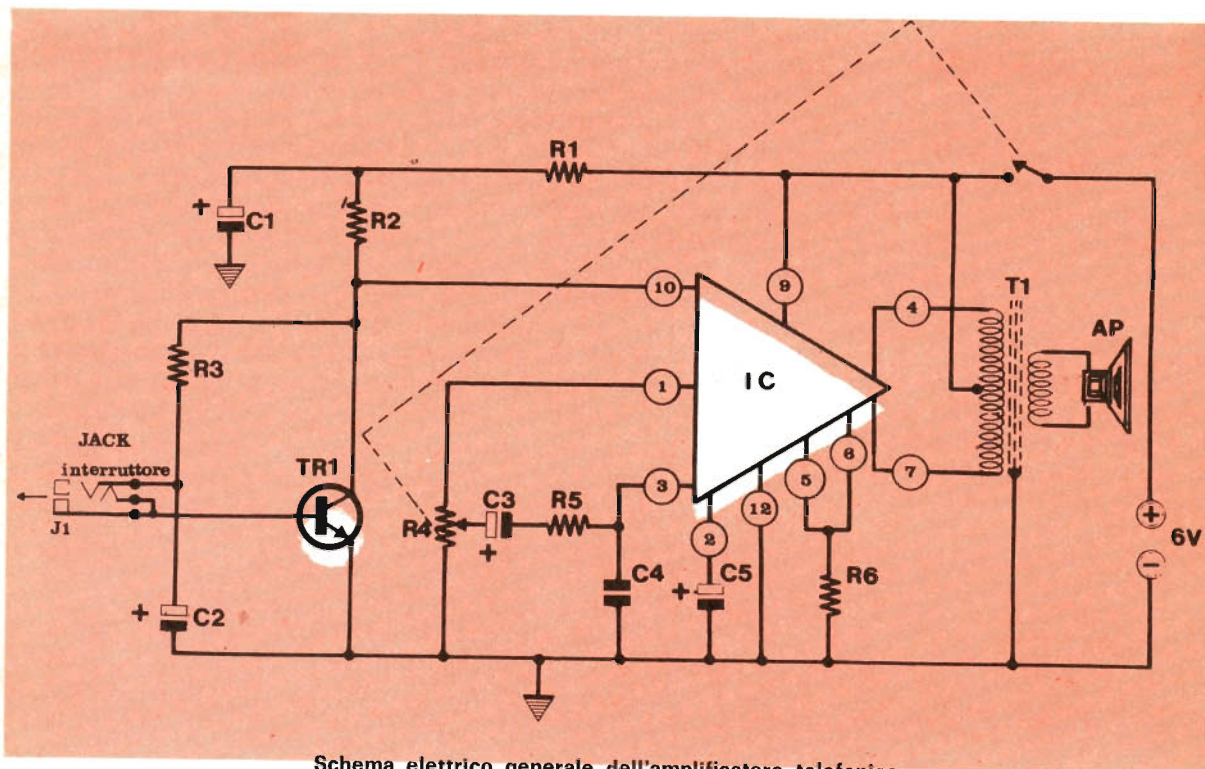 R1
+ C1
R2
10
9
4
T1
AP
R3
1
IC
JACK
interruttore
J1
TR1
R4
C3
+
R5
3
2
12
5
6
7
+
6V
−
C4
+ C5
R6
+ C2
Schema elettrico generale dell'amplificatore telefonico